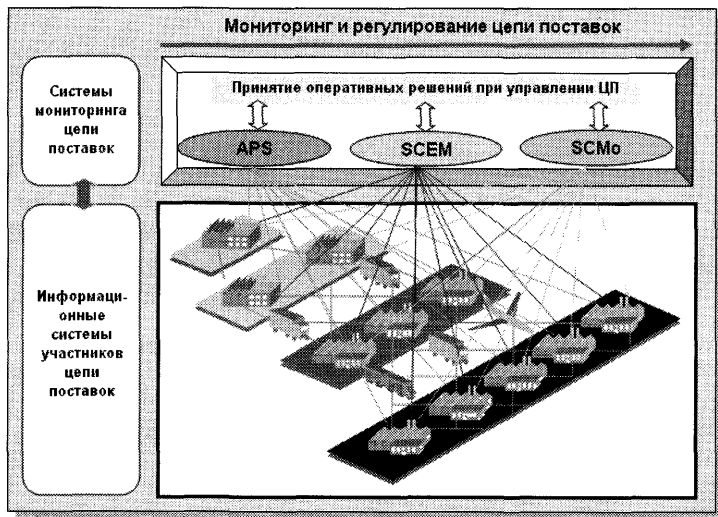 Мониторинг и регулирование цепи поставок
Системы
мониторинга
цепи
поставок
Принятие оперативных решений при управлении ЦП
APS
SCEM
SCMo
Информаци-
онные
системы
участников
цепи
поставок